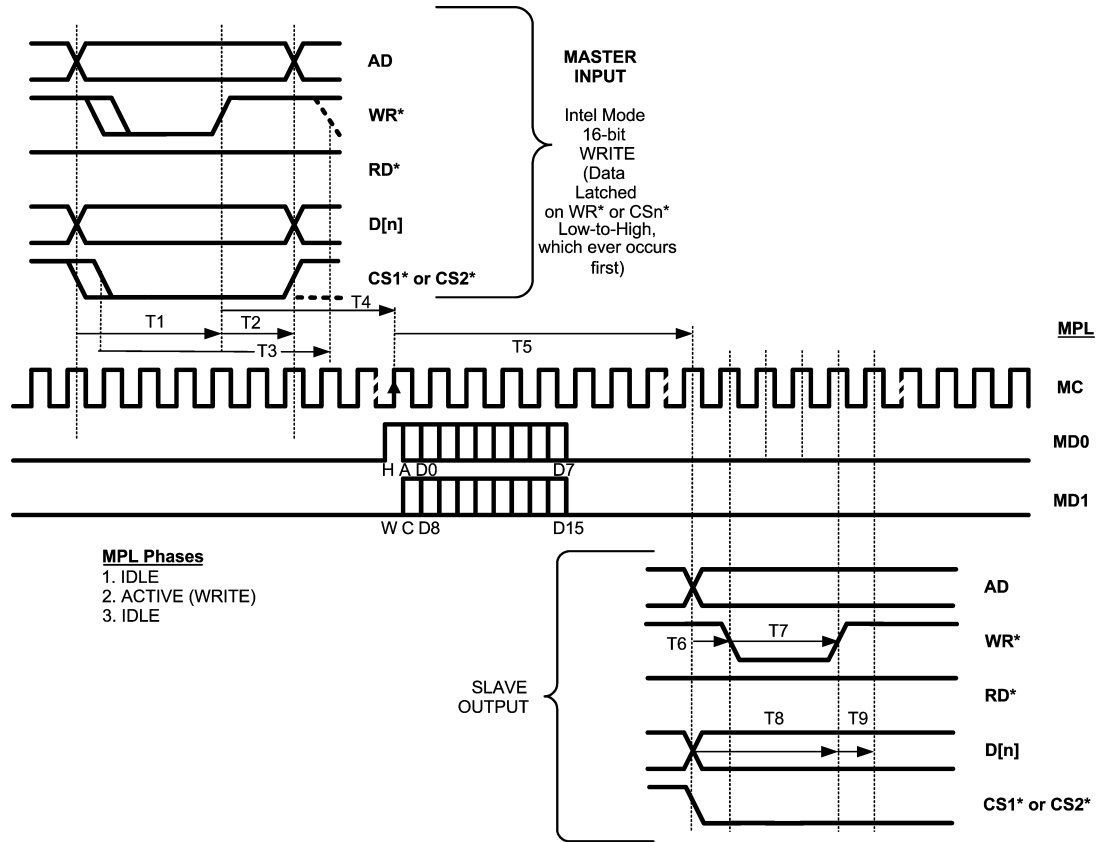 AD
WR*
RD*
D[n]
CS1* or CS2*
MASTER
INPUT
Intel Mode
16-bit
WRITE
(Data
Latched
on WR* or CSn*
Low-to-High,
which ever occurs
first)
T4
T1
T2
T3
T5
MPL
MC
MD0
H A D0 D7
MD1
W C D8 D15
MPL Phases
1. IDLE
2. ACTIVE (WRITE)
3. IDLE
SLAVE
OUTPUT
AD
T6
T7
WR*
RD*
T8
T9
D[n]
CS1* or CS2*